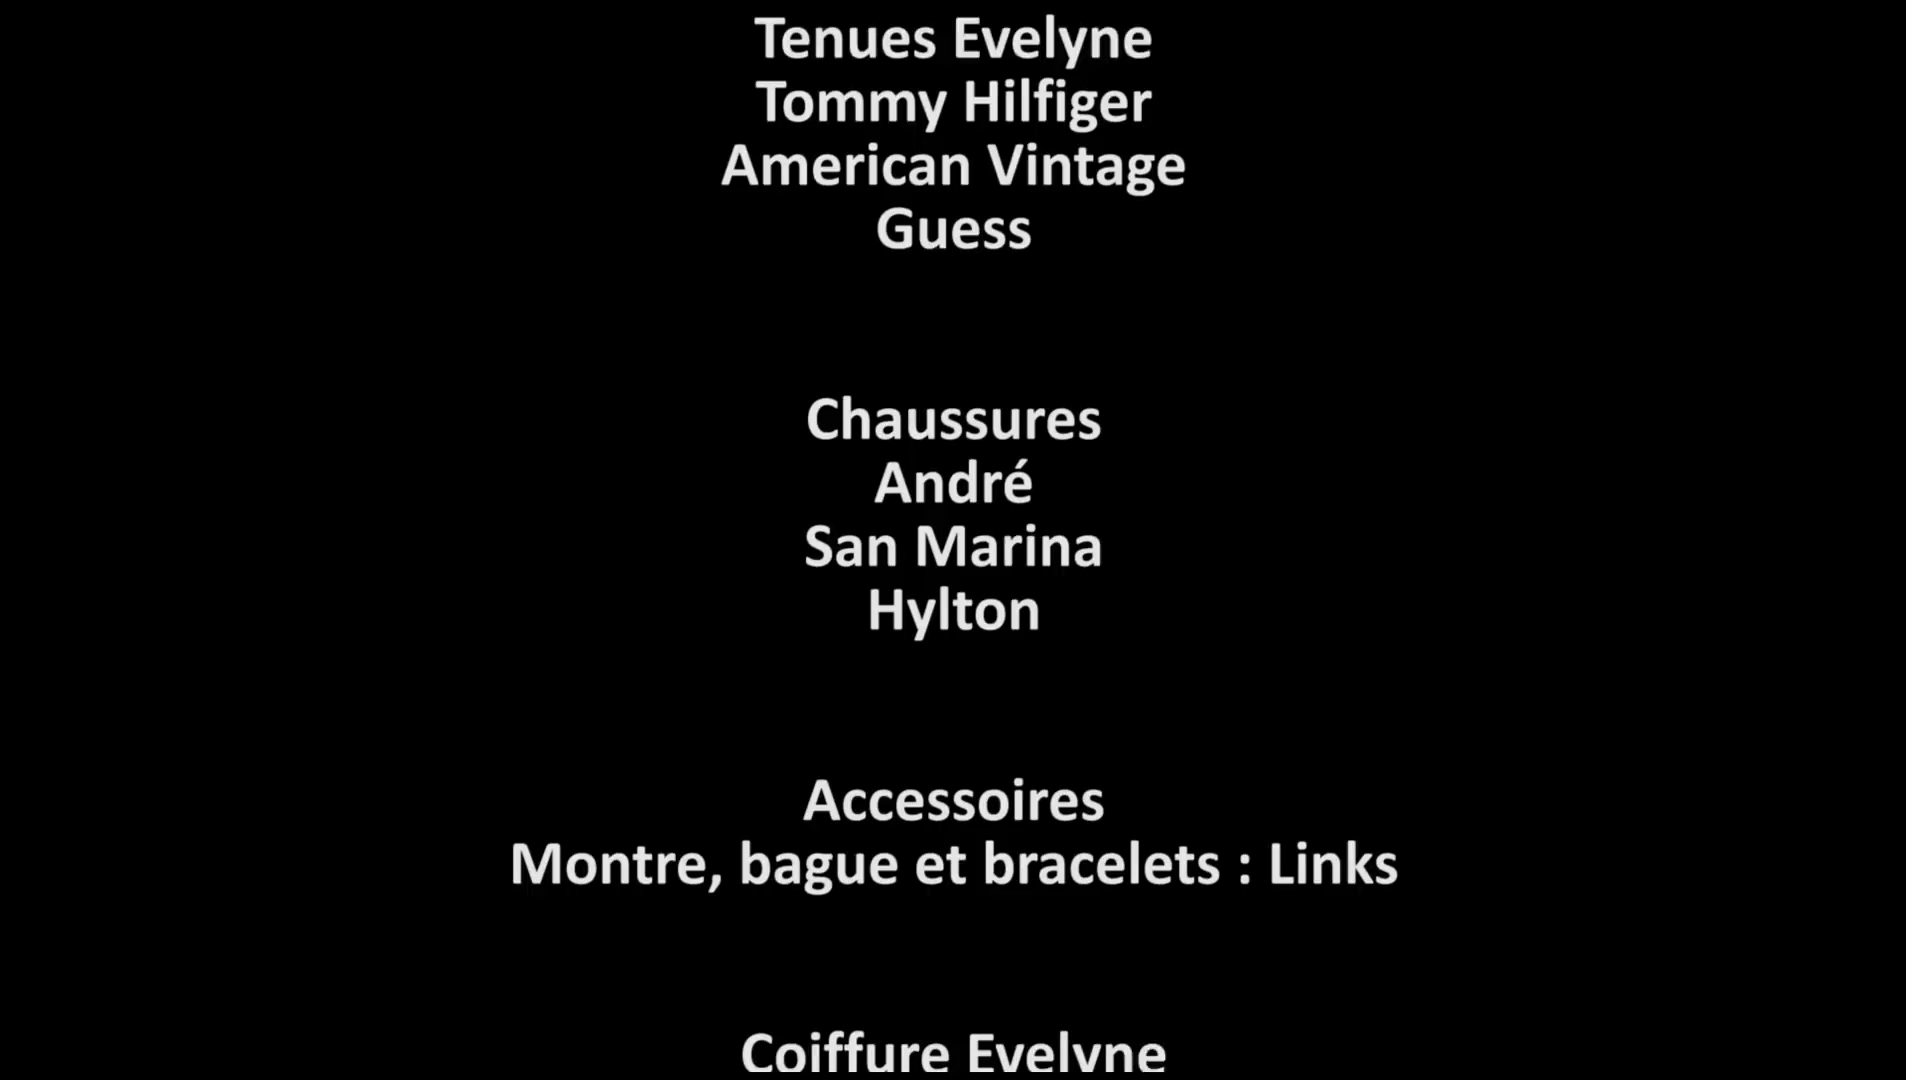 Tenues Evelyne
Tommy Hilfiger
American Vintage
Guess
Chaussures
André
San Marina
Hylton
Accessoires
Montre, bague et bracelets : Links
Coiffure Evelyne